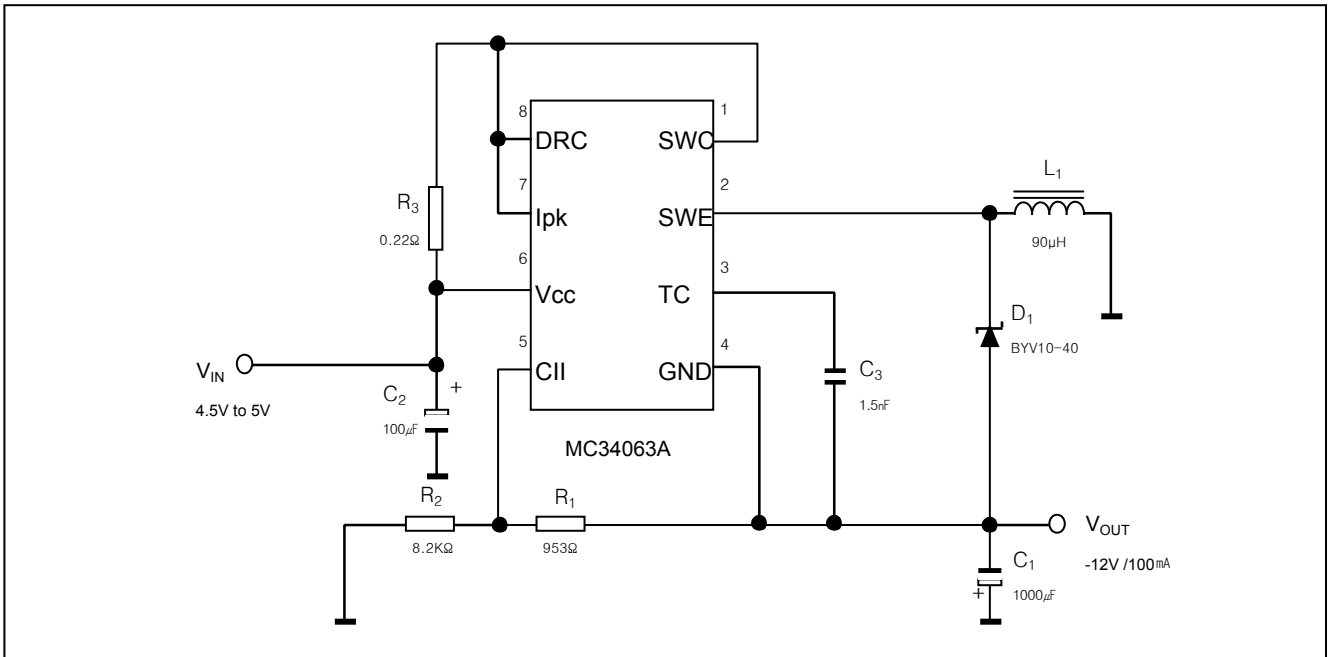 8
DRC
1
SWC
7
Ipk
2
SWE
6
Vcc
3
TC
5
CII
4
GND
MC34063A
R3
0.22Ω
L1
90μH
D1
BYV10-40
C3
1.5nF
VIN
4.5V to 5V
C2
+
100μF
R2
8.2KΩ
R1
953Ω
VOUT
-12V /100㎃
C1
+
1000μF